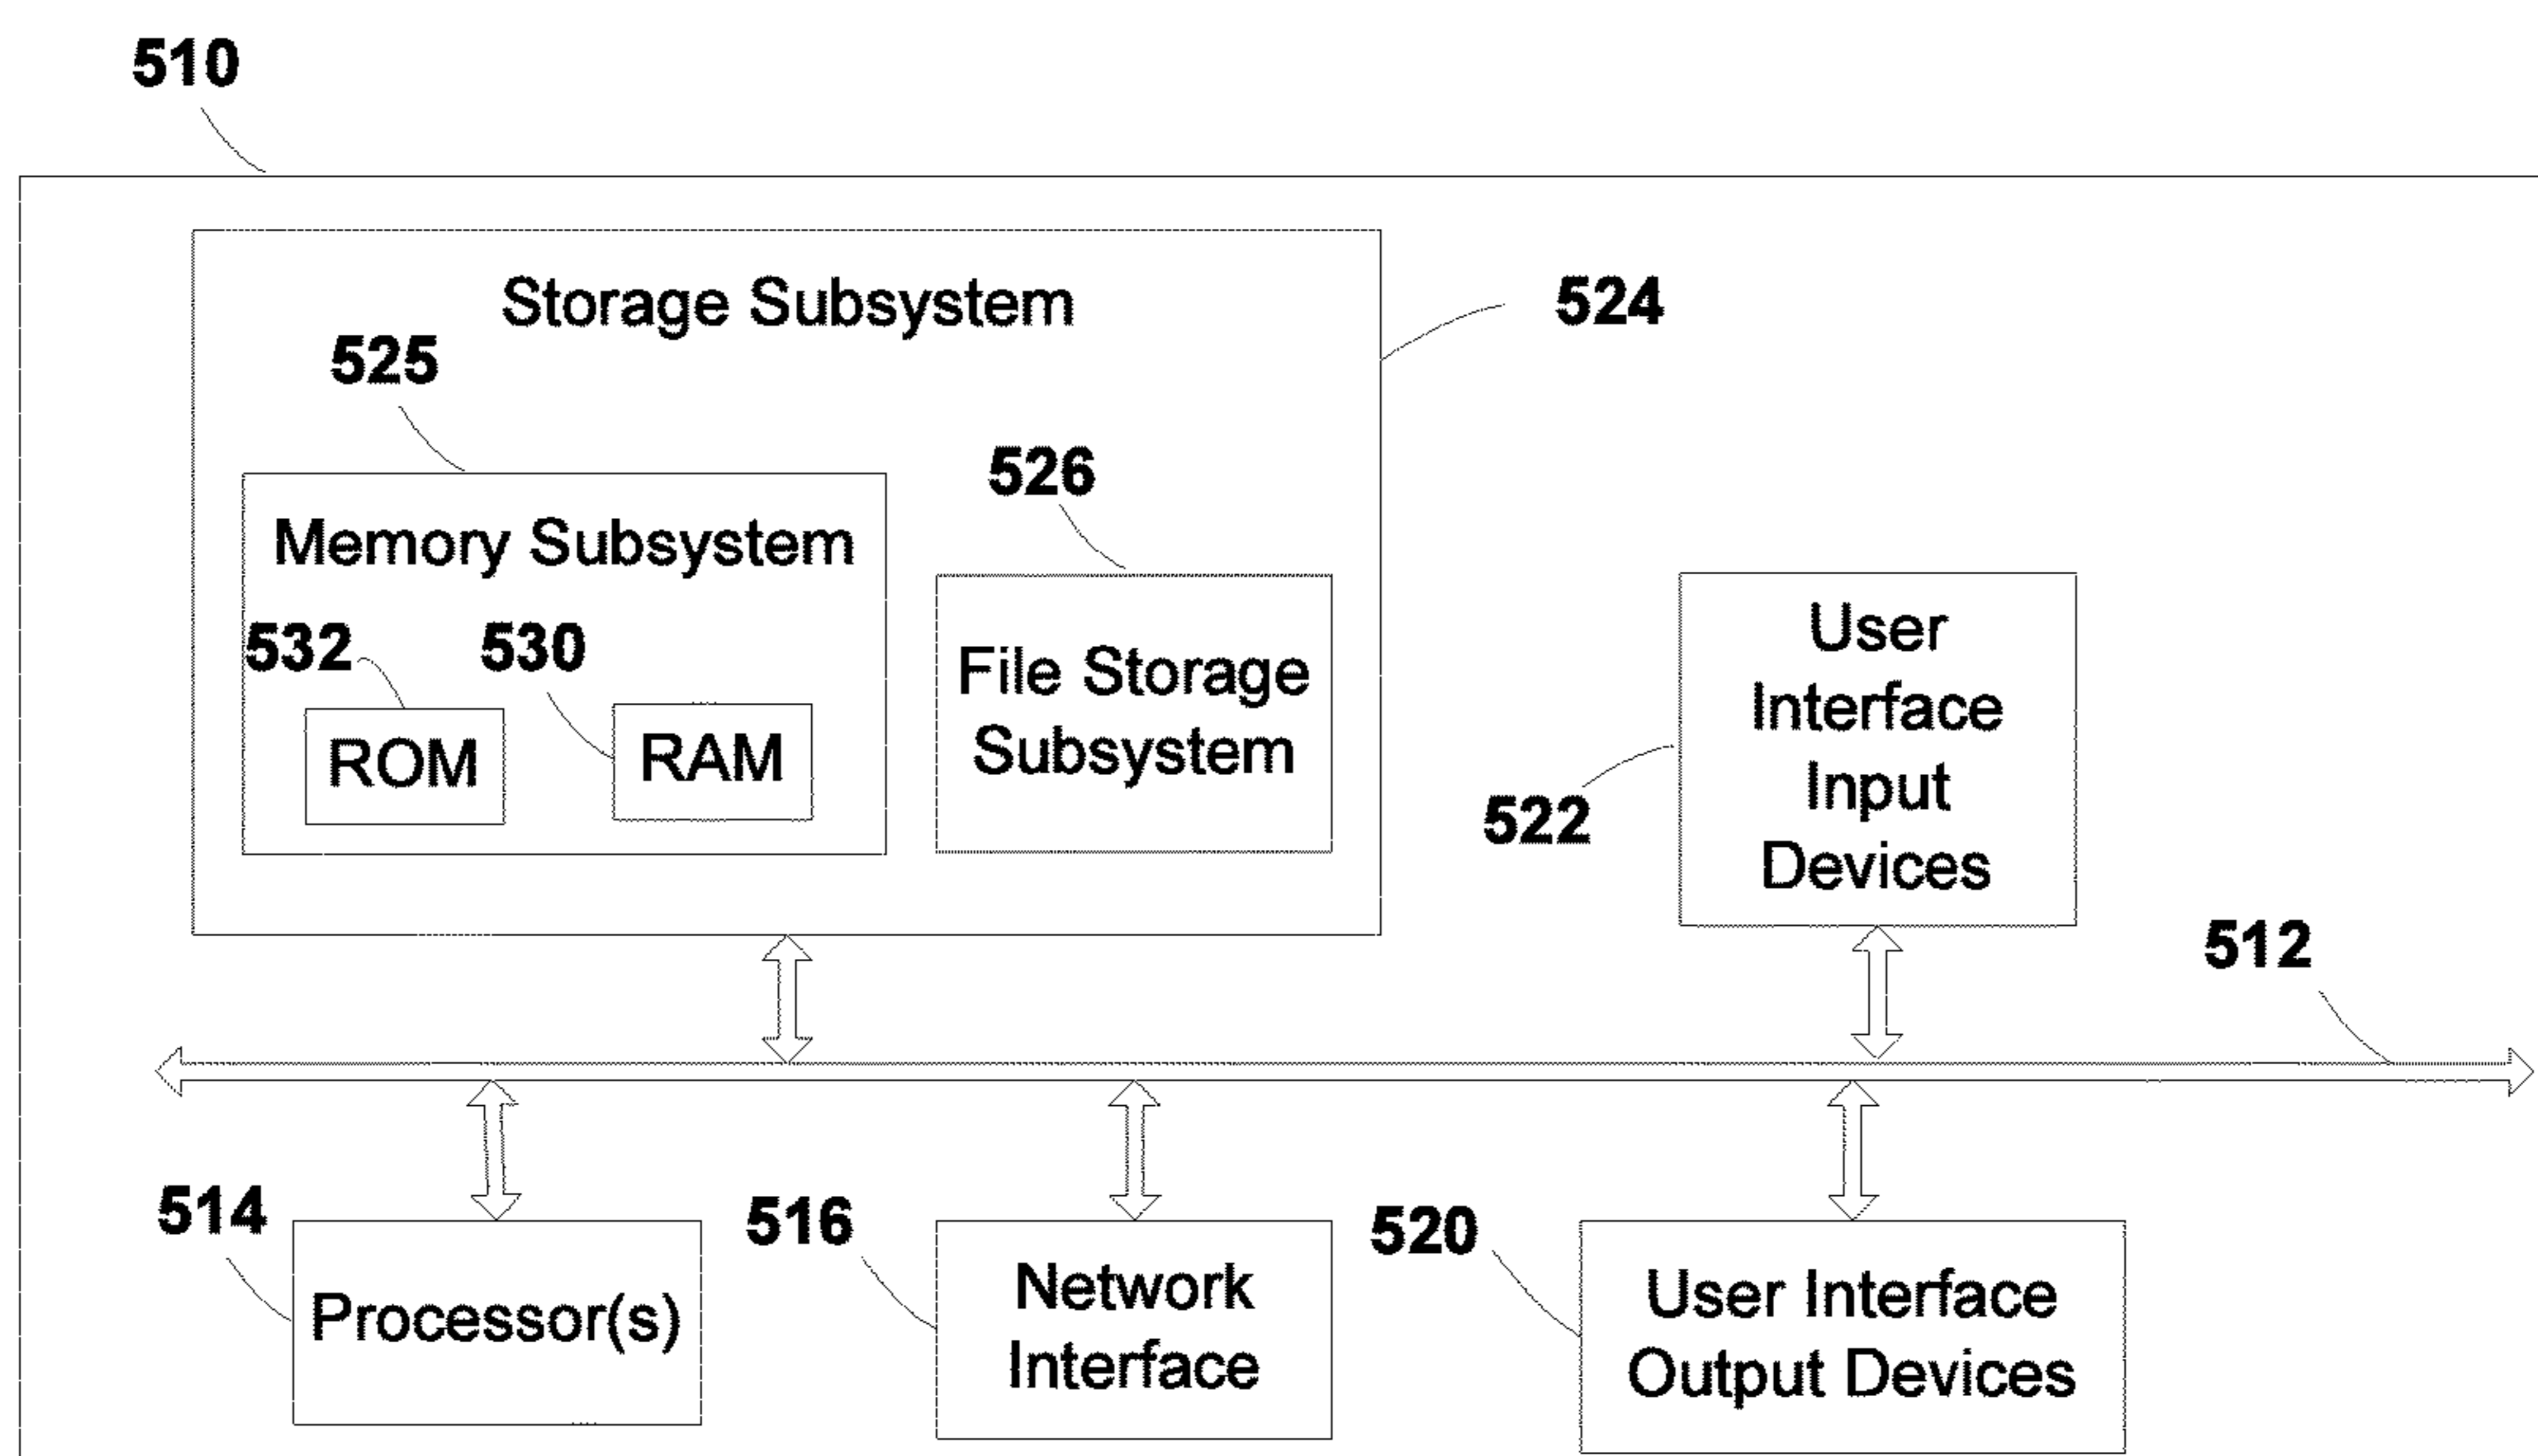 510
Storage Subsystem
524
525
526
Memory Subsystem
532
530
ROM
RAM
File Storage
Subsystem
User
Interface
Input
Devices
522
512
514
Processor(s)
516
Network
Interface
520
User Interface
Output Devices